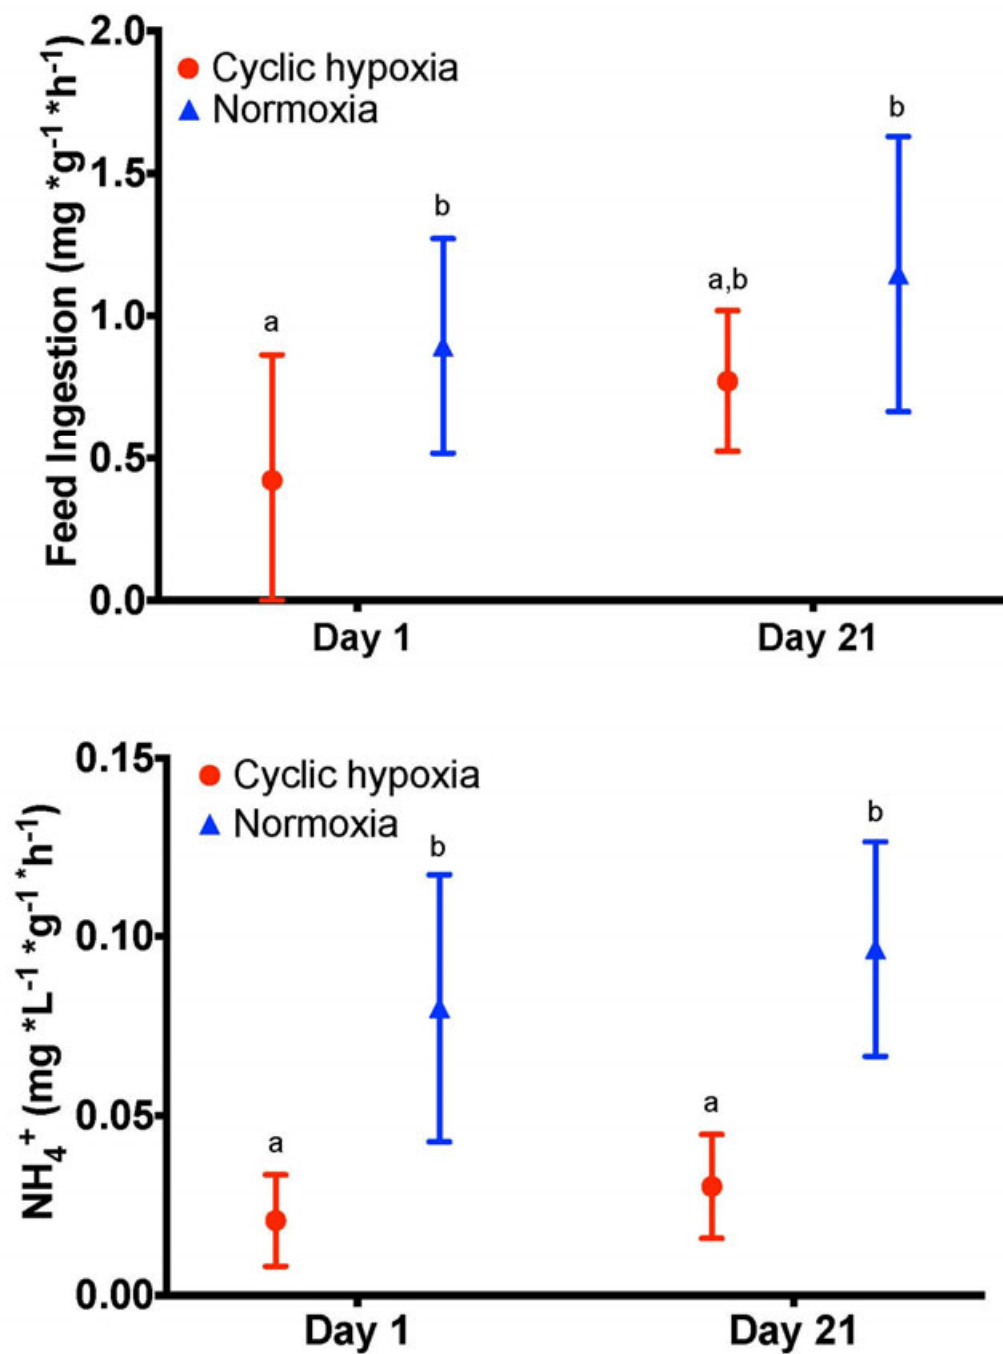 Feed Ingestion (mg *g-1 *h-1)
2.0
1.5
1.0
0.5
0.0
Cyclic hypoxia
Normoxia
a
b
a,b
b
Day 1
Day 21
NH4+ (mg *L-1 *g-1 *h-1)
0.15
0.10
0.05
0.00
Cyclic hypoxia
Normoxia
a
b
a
b
Day 1
Day 21